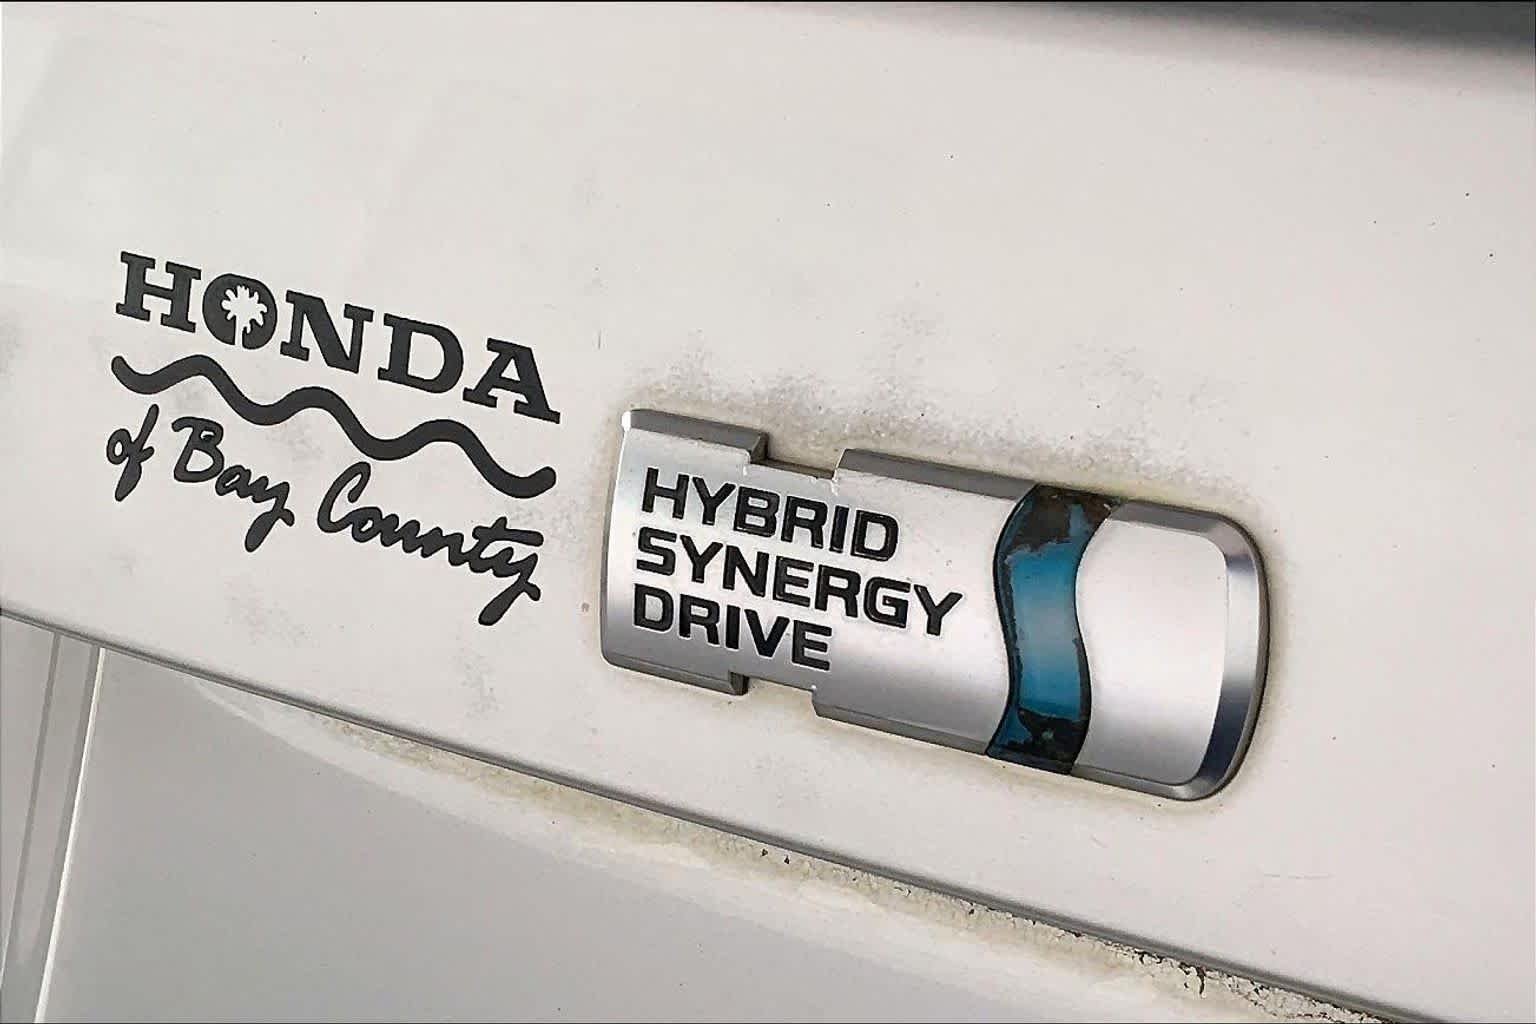 HONDA
of Bay County
HYBRID
SYNERGY
DRIVE